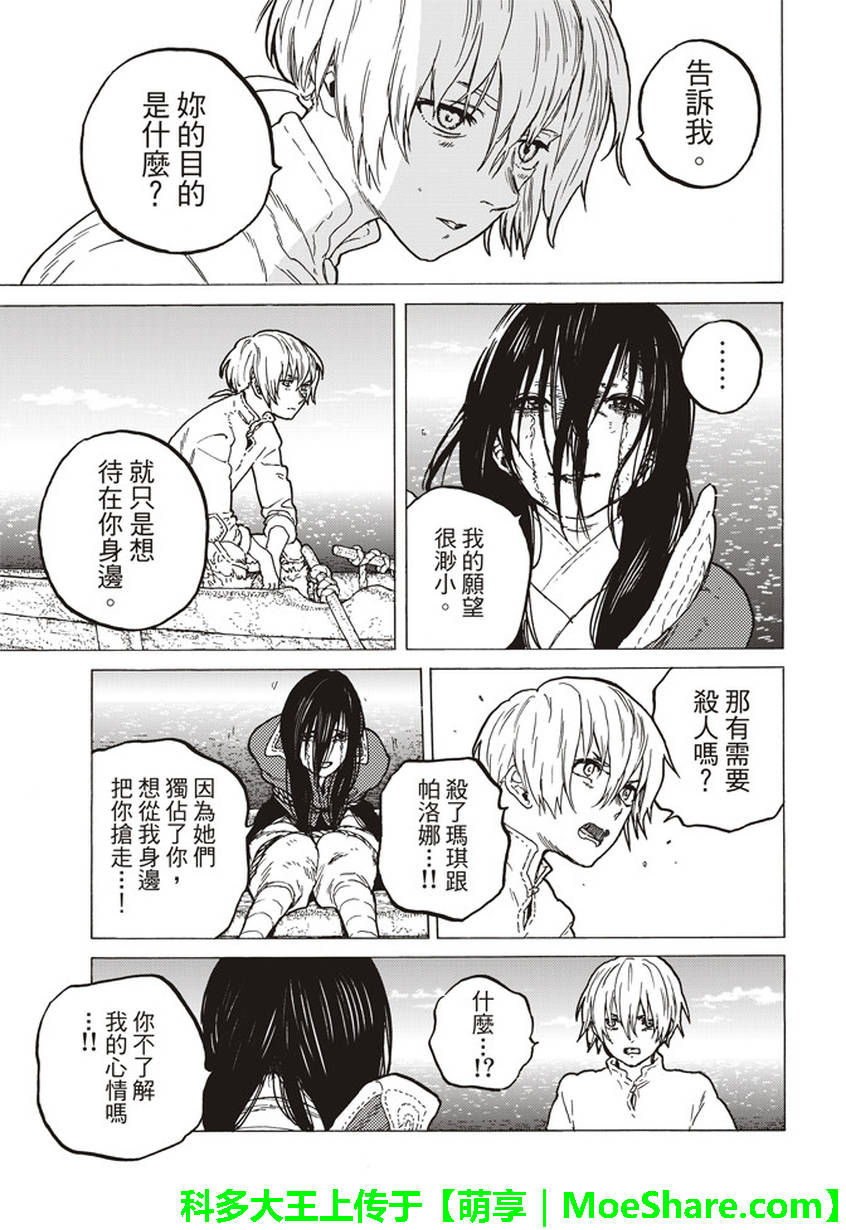 告訴我。
妳的目的
是什麼？
……
我的願望
很渺小。
就只是想
待在你身邊。
那有需要
殺人嗎？
殺了瑪琪跟
帕洛娜…!!
因為她們
獨佔了你，
想從我身邊
把你搶走…！
什麼…!?
你不了解
我的心情嗎
…!!
科多大王上传于【萌享｜MoeShare.com】